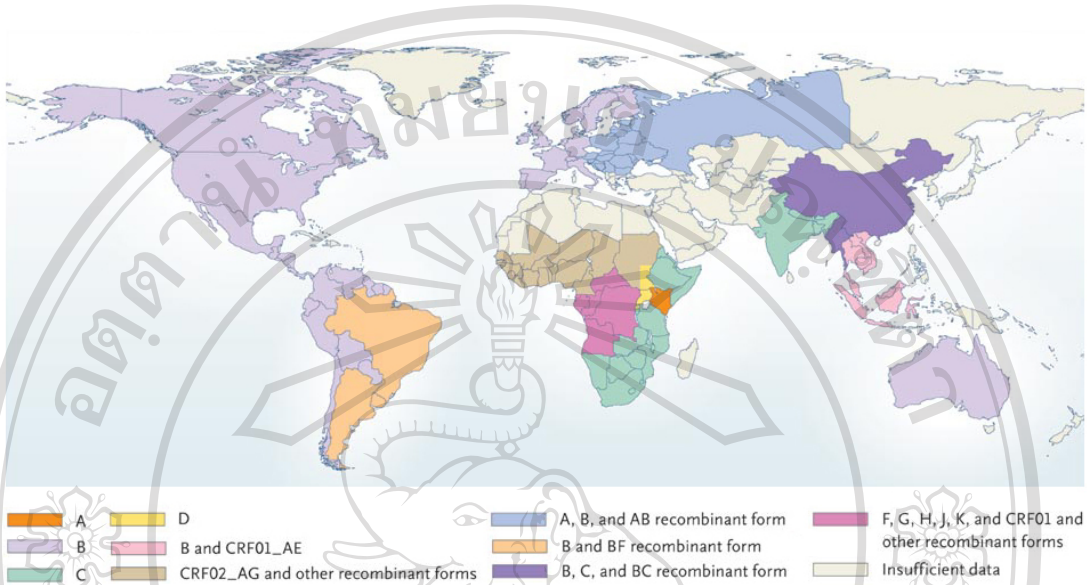 A
B
C
D
B and CRF01_AE
CRF02_AG and other recombinant forms
A, B, and AB recombinant form
B and BF recombinant form
B, C, and BC recombinant form
F, G, H, J, K, and CRF01 and
other recombinant forms
Insufficient data